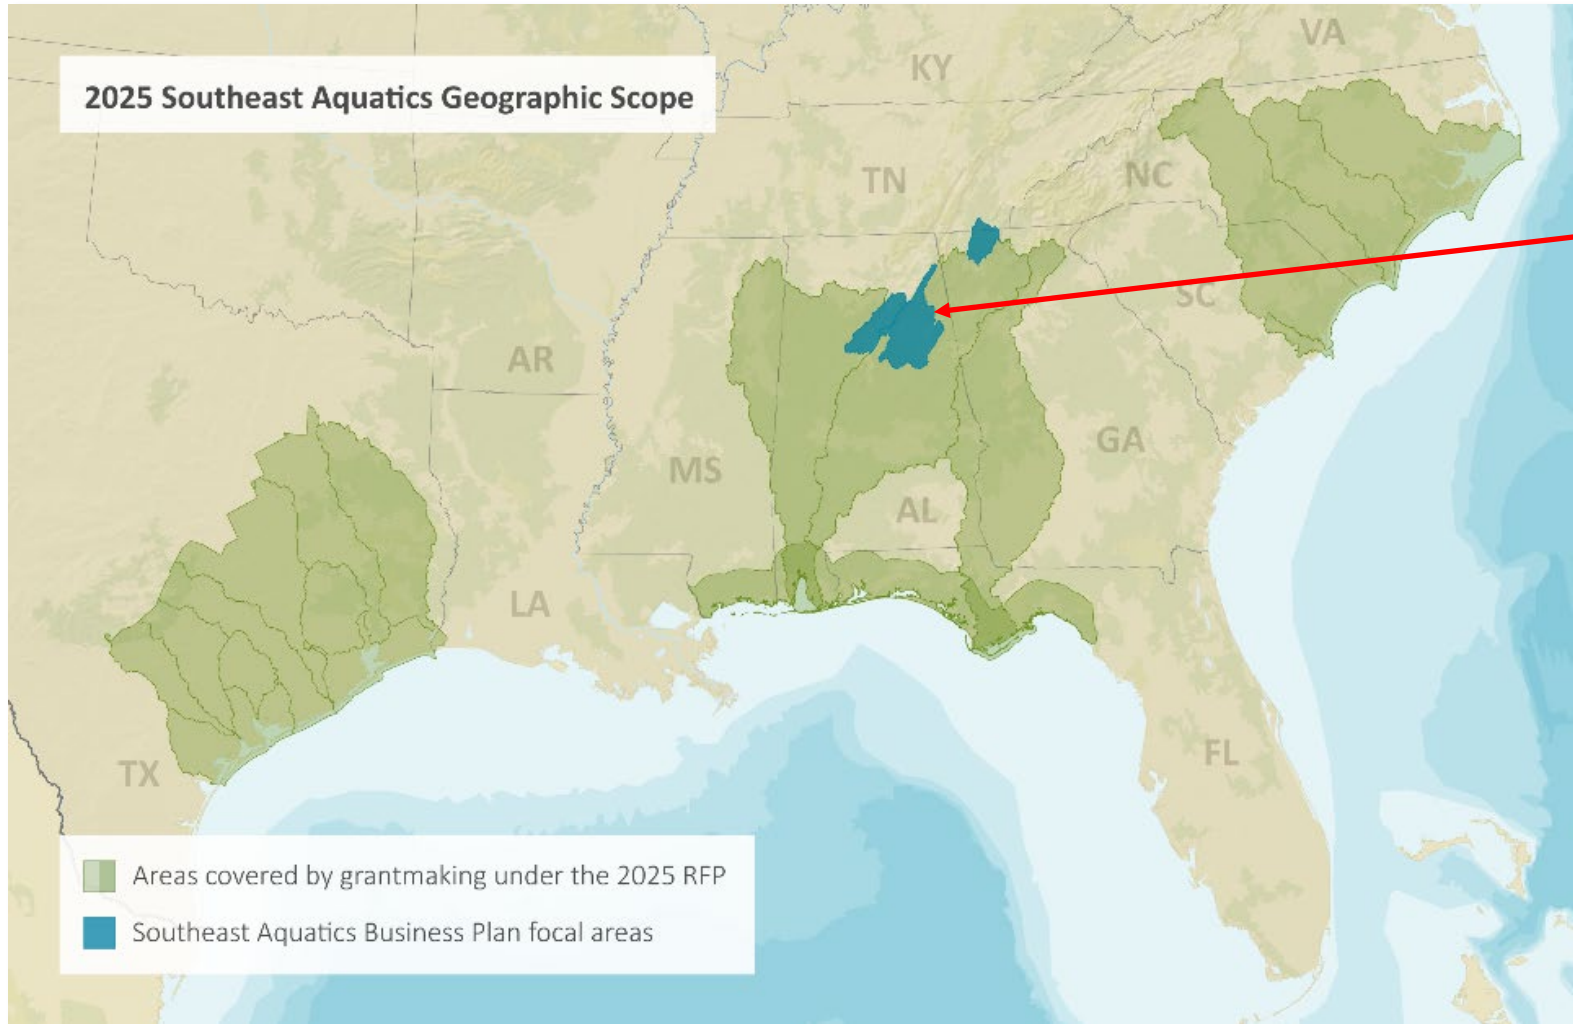 2025 Southeast Aquatics Geographic Scope
VA
KY
TN
NC
SC
AR
MS
AL
GA
LA
TX
FL
Areas covered by grantmaking under the 2025 RFP
Southeast Aquatics Business Plan focal areas